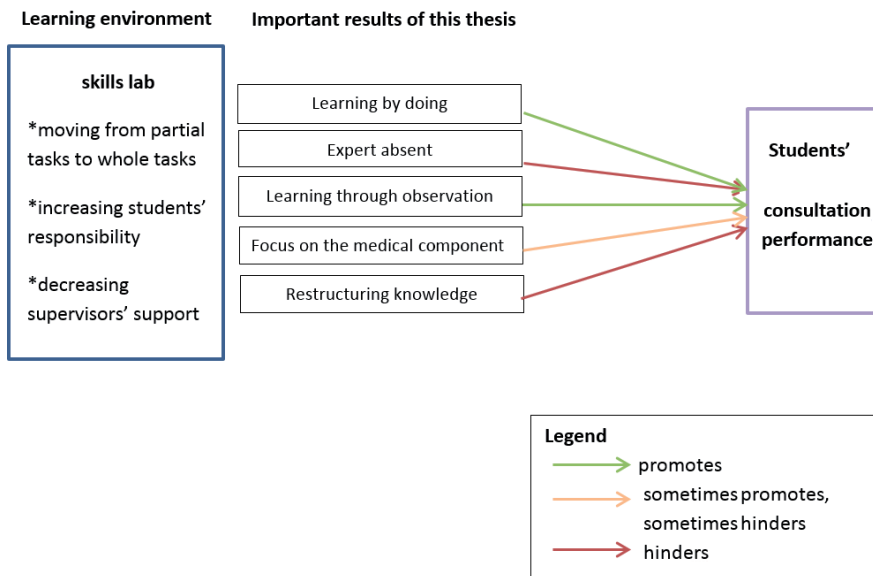 Learning environment
Important results of this thesis
skills lab
*moving from partial
tasks to whole tasks
*increasing students’
responsibility
*decreasing
supervisors’ support
Learning by doing
Expert absent
Learning through observation
Focus on the medical component
Restructuring knowledge
Students’
consultation
performance
Legend
promotes
sometimes promotes,
sometimes hinders
hinders